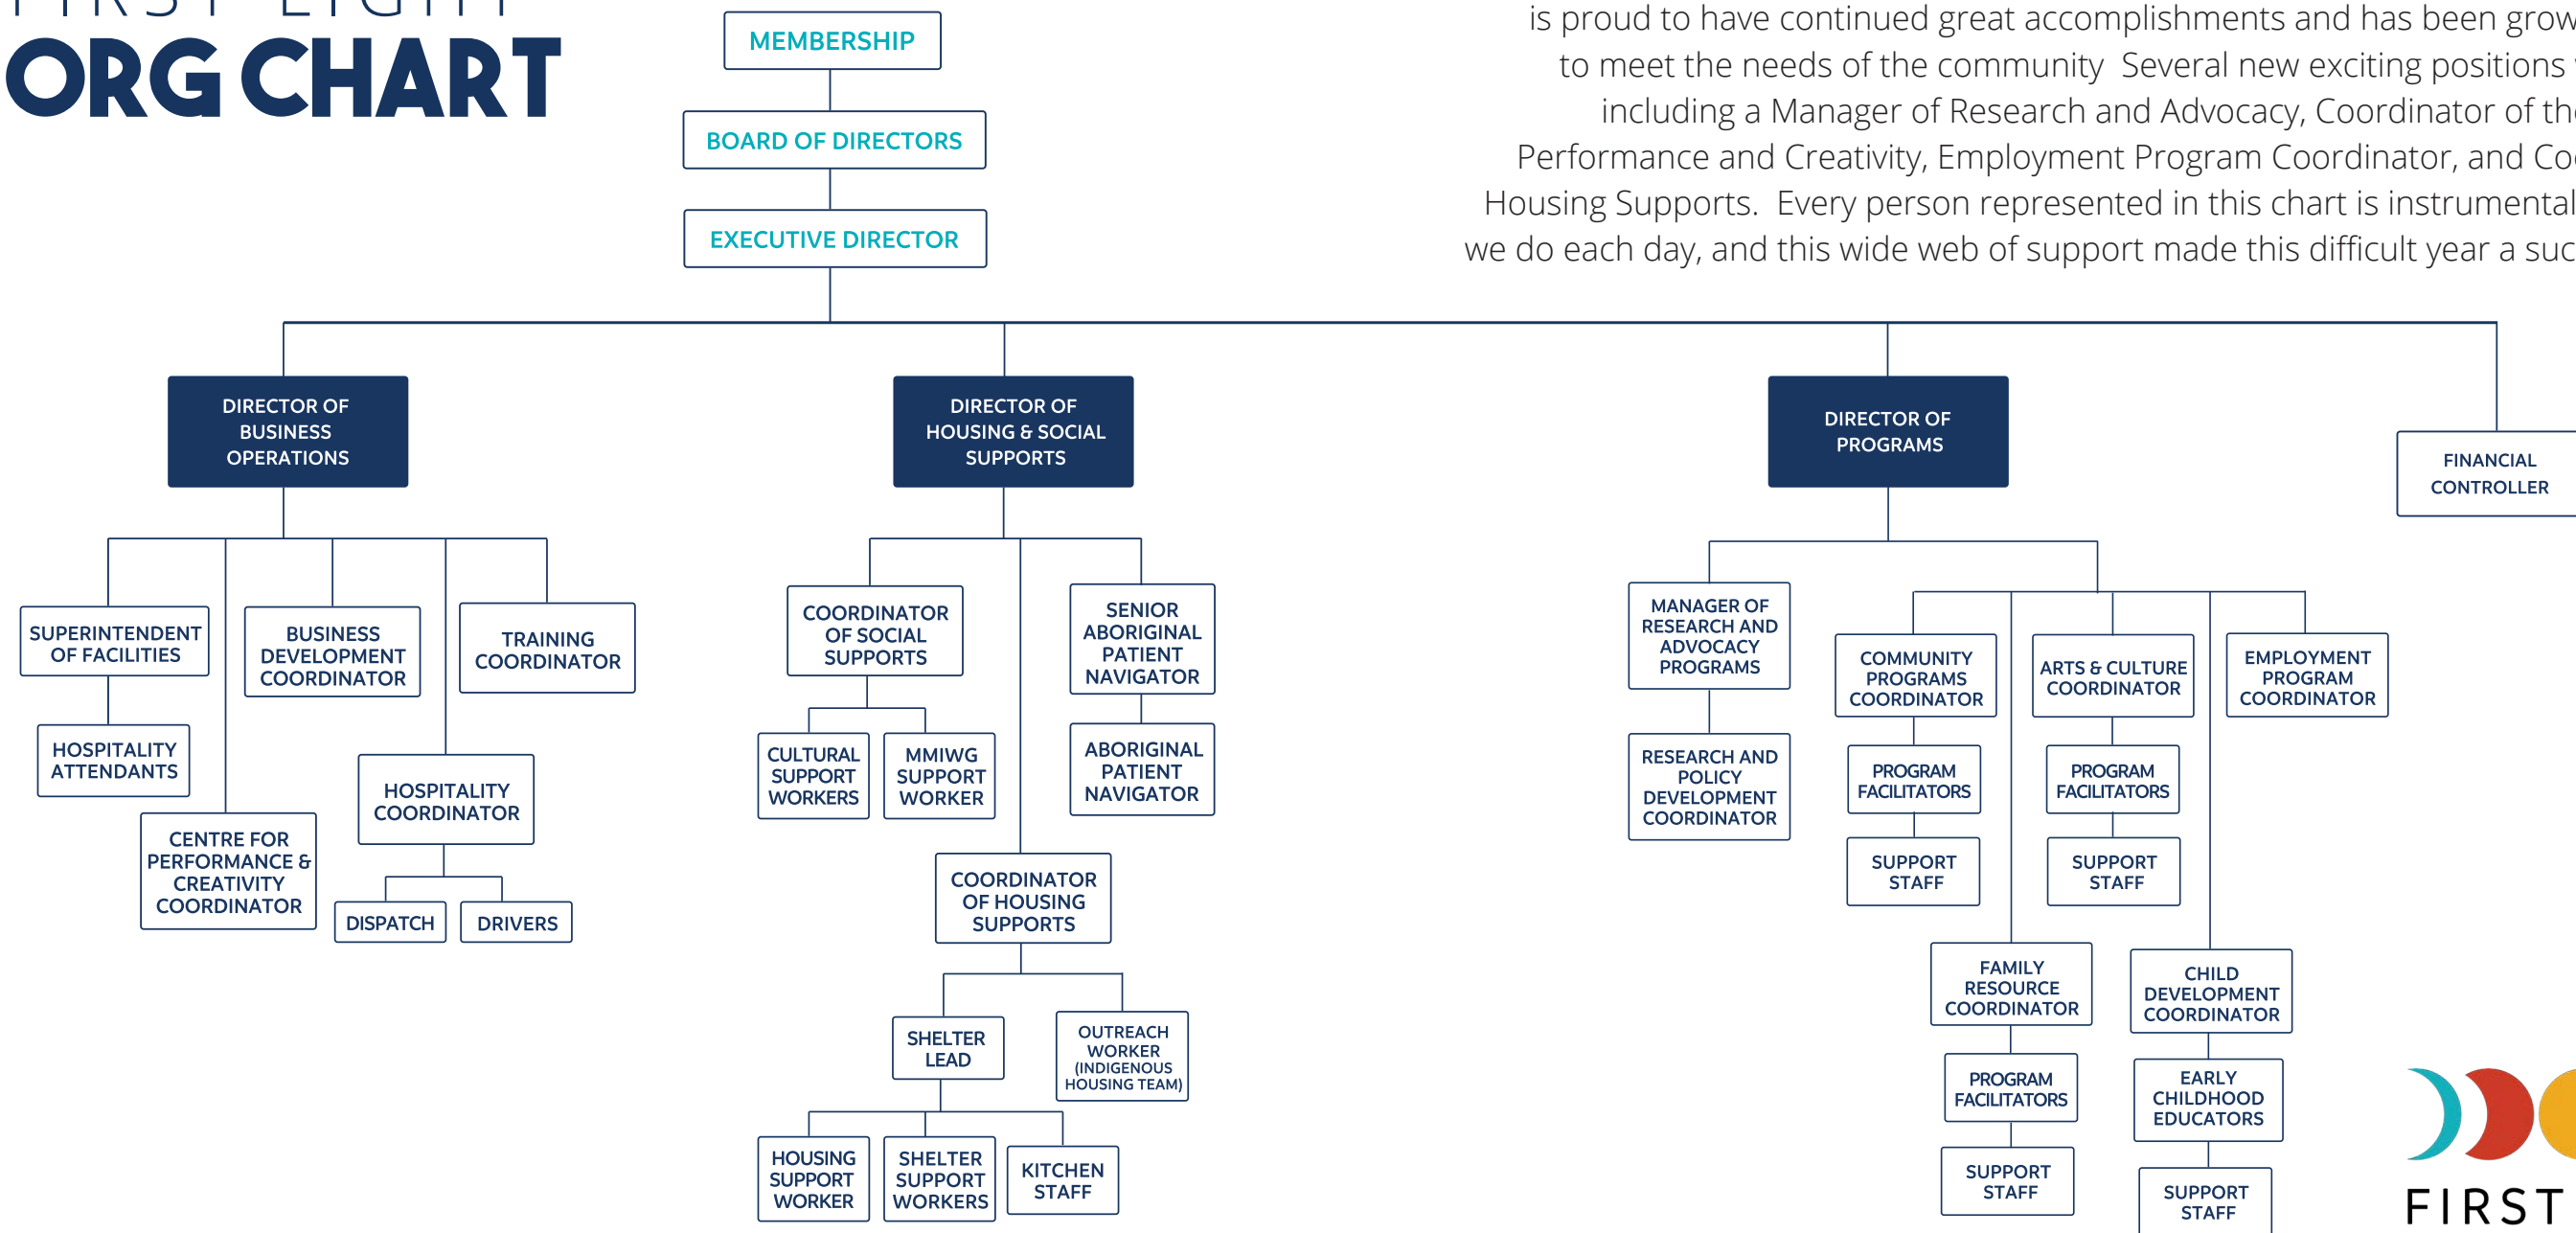 FIRST LIGHT
ORG CHART
is proud to have continued great accomplishments and has been grow
to meet the needs of the community  Several new exciting positions
including a Manager of Research and Advocacy, Coordinator of the
Performance and Creativity, Employment Program Coordinator, and
Housing Supports.  Every person represented in this chart is instrumental
we do each day, and this wide web of support made this difficult year a suc
MEMBERSHIP
BOARD OF DIRECTORS
EXECUTIVE DIRECTOR
DIRECTOR OF
BUSINESS
OPERATIONS
DIRECTOR OF
HOUSING & SOCIAL
SUPPORTS
DIRECTOR OF
PROGRAMS
FINANCIAL
CONTROLLER
SUPERINTENDENT
OF FACILITIES
HOSPITALITY
ATTENDANTS
CENTRE FOR
PERFORMANCE &
CREATIVITY
COORDINATOR
BUSINESS
DEVELOPMENT
COORDINATOR
HOSPITALITY
COORDINATOR
DISPATCH
DRIVERS
TRAINING
COORDINATOR
COORDINATOR
OF SOCIAL
SUPPORTS
CULTURAL
SUPPORT
WORKERS
MMIWG
SUPPORT
WORKER
SENIOR
ABORIGINAL
PATIENT
NAVIGATOR
ABORIGINAL
PATIENT
NAVIGATOR
COORDINATOR
OF HOUSING
SUPPORTS
SHELTER
LEAD
OUTREACH
WORKER
(INDIGENOUS
HOUSING TEAM)
HOUSING
SUPPORT
WORKER
SHELTER
SUPPORT
WORKERS
KITCHEN
STAFF
MANAGER OF
RESEARCH AND
ADVOCACY
PROGRAMS
RESEARCH AND
POLICY
DEVELOPMENT
COORDINATOR
COMMUNITY
PROGRAMS
COORDINATOR
PROGRAM
FACILITATORS
SUPPORT
STAFF
ARTS & CULTURE
COORDINATOR
PROGRAM
FACILITATORS
SUPPORT
STAFF
EMPLOYMENT
PROGRAM
COORDINATOR
FAMILY
RESOURCE
COORDINATOR
PROGRAM
FACILITATORS
SUPPORT
STAFF
CHILD
DEVELOPMENT
COORDINATOR
EARLY
CHILDHOOD
EDUCATORS
SUPPORT
STAFF
FIRST